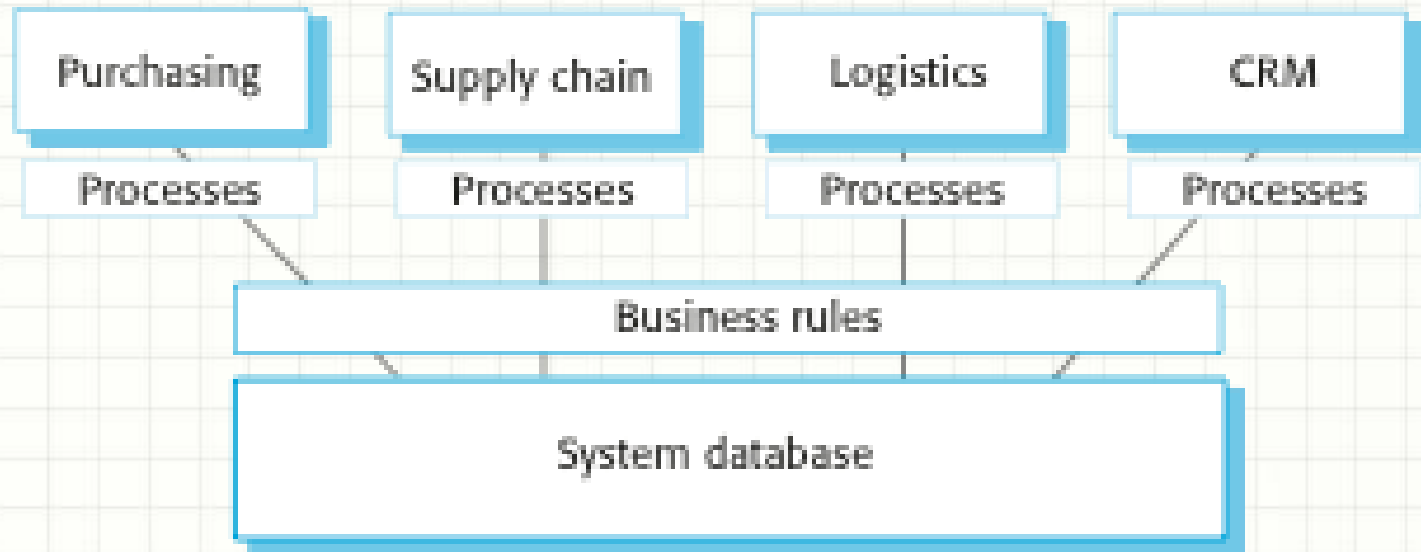 Purchasing
Supply chain
Logistics
CRM
Processes
Processes
Processes
Processes
Business rules
System database